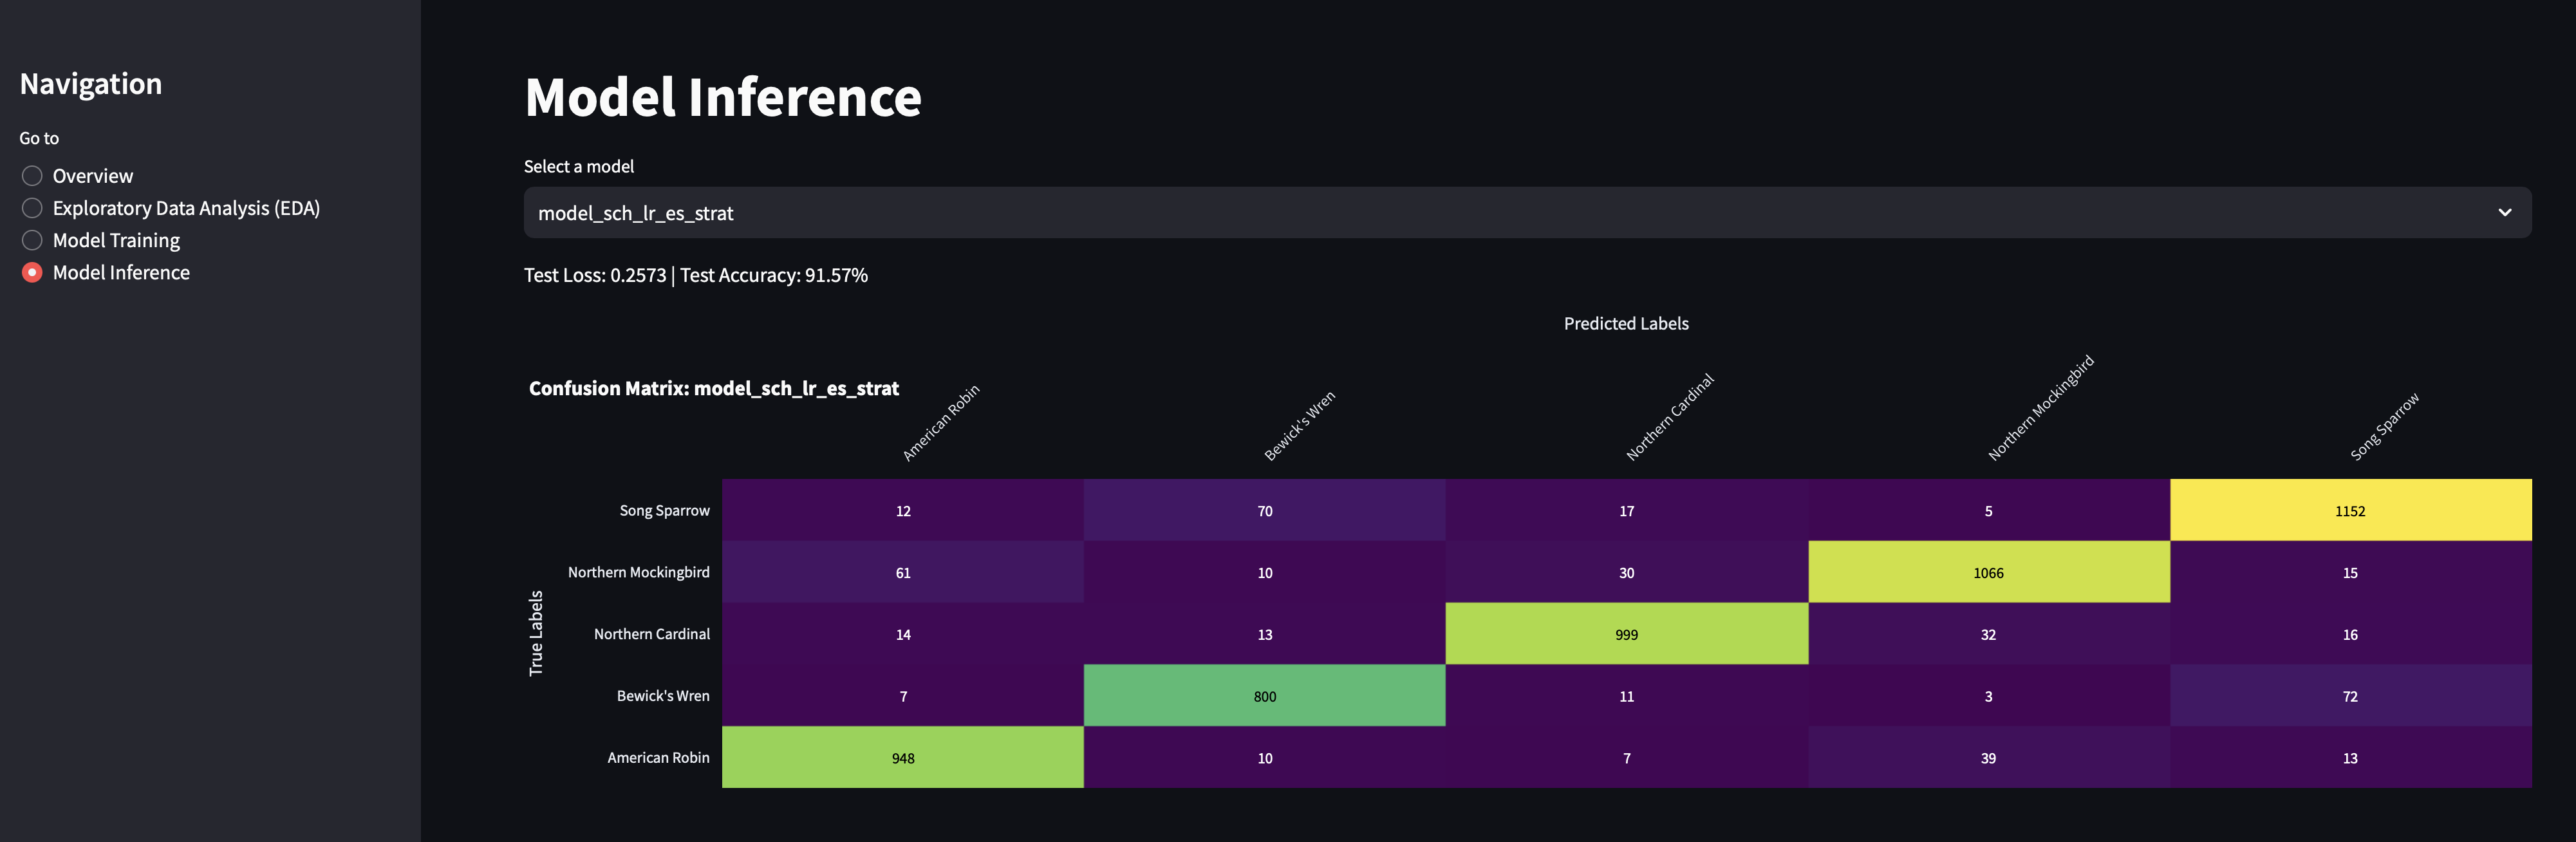 Navigation
Go to
Overview
Exploratory Data Analysis (EDA)
Model Training
Model Inference
Model Inference
Select a model
model_sch_lr_es_strat
Test Loss: 0.2573 | Test Accuracy: 91.57%
Predicted Labels
Confusion Matrix: model_sch_lr_es_strat
American Robin Bewick's Wren Northern Cardinal Northern Mockingbird Song Sparrow
True Labels
Song Sparrow 12 70 17 5 1152
Northern Mockingbird 61 10 30 1066 15
Northern Cardinal 14 13 999 32 16
Bewick's Wren 7 800 11 3 72
American Robin 948 10 7 39 13